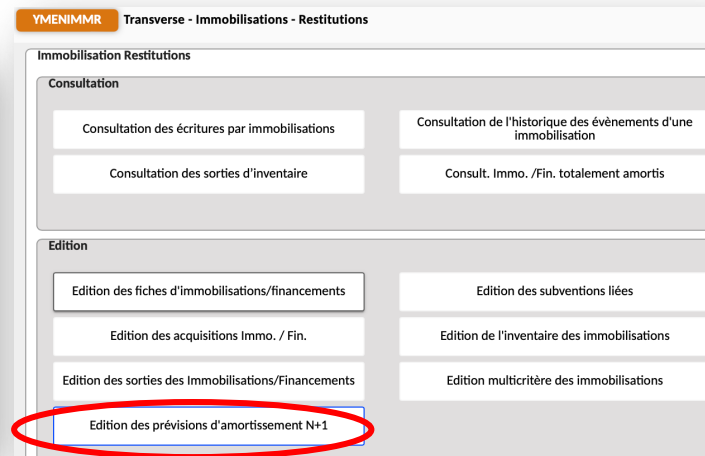 YMENIMMR Transverse - Immobilisations - Restitutions
Immobilisation Restitutions
Consultation
Consultation des écritures par immobilisations
Consultation de l'historique des évènements d'une
immobilisation
Consultation des sorties d'inventaire
Consult. Immo. /Fin. totalement amortis
Edition
Edition des fiches d'immobilisations/financements
Edition des subventions liées
Edition des acquisitions Immo. / Fin.
Edition de l'inventaire des immobilisations
Edition des sorties des Immobilisations/Financements
Edition multicritère des immobilisations
Edition des prévisions d'amortissement N+1